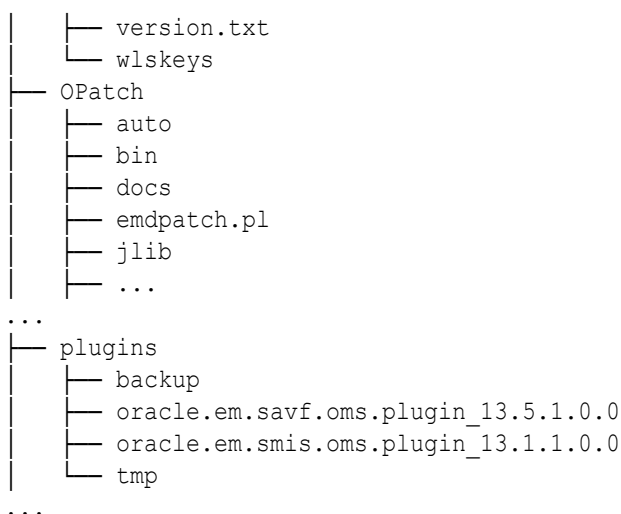 │   ├── version.txt
│   └── wlskeys
├── OPatch
│   ├── auto
│   ├── bin
│   ├── docs
│   ├── emdpatch.pl
│   ├── jlib
│   ├── ...
...
├── plugins
│   ├── backup
│   ├── oracle.em.savf.oms.plugin_13.5.1.0.0
│   ├── oracle.em.smis.oms.plugin_13.1.1.0.0
│   └── tmp
...